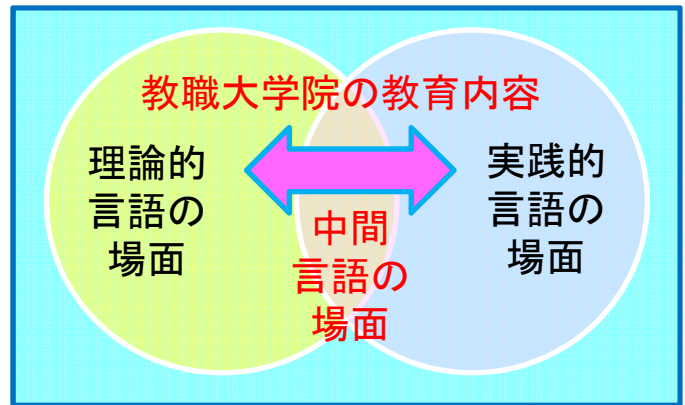 教職大学院の教育内容
理論的
言語の
場面
中間
言語の
場面
実践的
言語の
場面